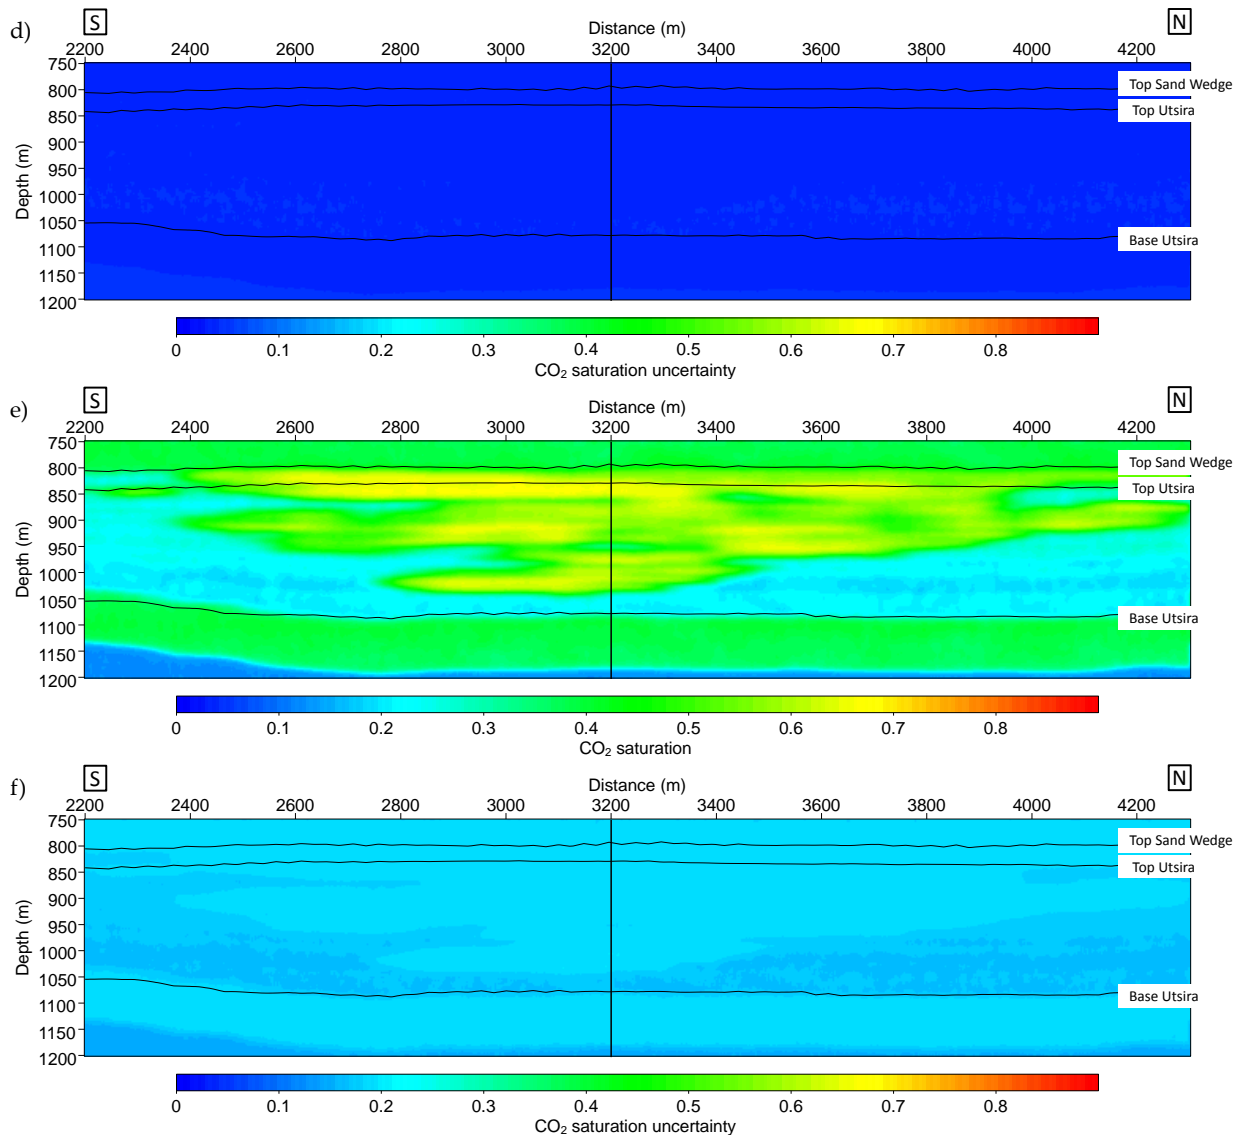 d)
S
Distance (m)
N
2200 2400 2600 2800 3000 3200 3400 3600 3800 4000 4200
Depth (m)
750
800
850
900
950
1000
1050
1100
1150
1200
Top Sand Wedge
Top Utsira
Base Utsira
0 0.1 0.2 0.3 0.4 0.5 0.6 0.7 0.8
CO₂ saturation uncertainty
e)
S
Distance (m)
N
2200 2400 2600 2800 3000 3200 3400 3600 3800 4000 4200
Depth (m)
750
800
850
900
950
1000
1050
1100
1150
1200
Top Sand Wedge
Top Utsira
Base Utsira
0 0.1 0.2 0.3 0.4 0.5 0.6 0.7 0.8
CO₂ saturation
f)
S
Distance (m)
N
2200 2400 2600 2800 3000 3200 3400 3600 3800 4000 4200
Depth (m)
750
800
850
900
950
1000
1050
1100
1150
1200
Top Sand Wedge
Top Utsira
Base Utsira
0 0.1 0.2 0.3 0.4 0.5 0.6 0.7 0.8
CO₂ saturation uncertainty